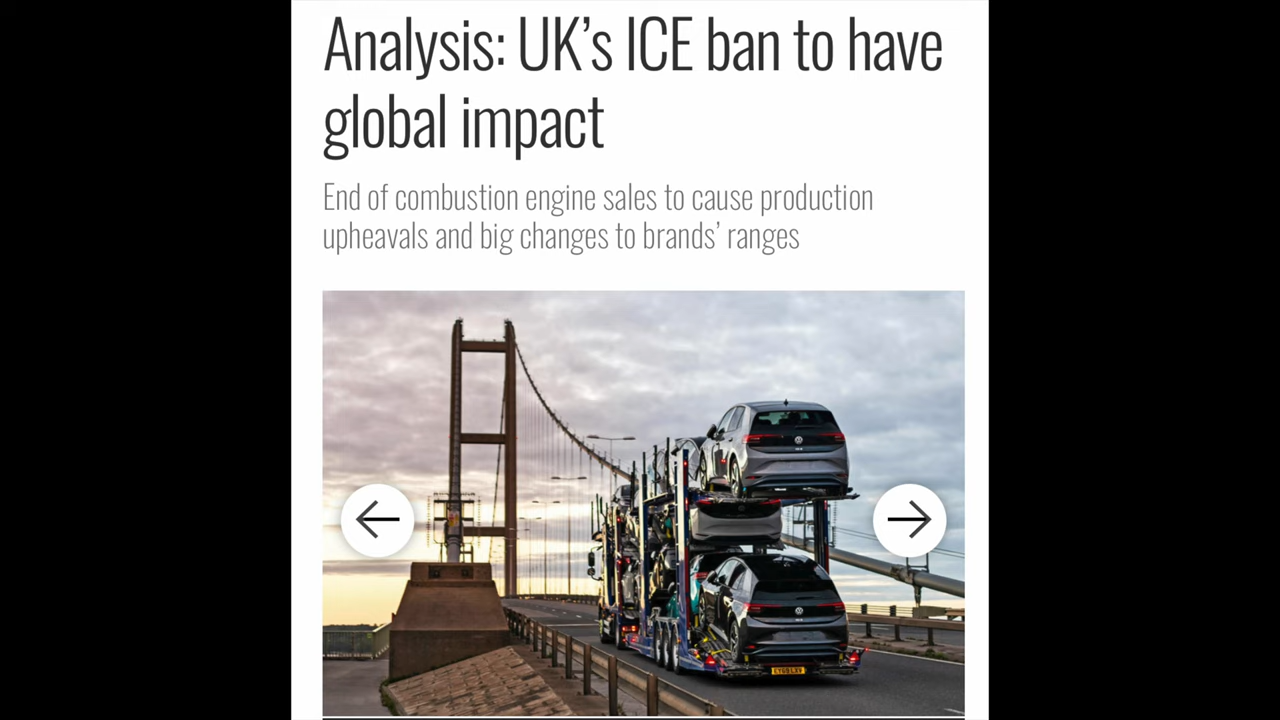 Analysis: UK’s ICE ban to have
global impact
End of combustion engine sales to cause production
upheavals and big changes to brands’ ranges